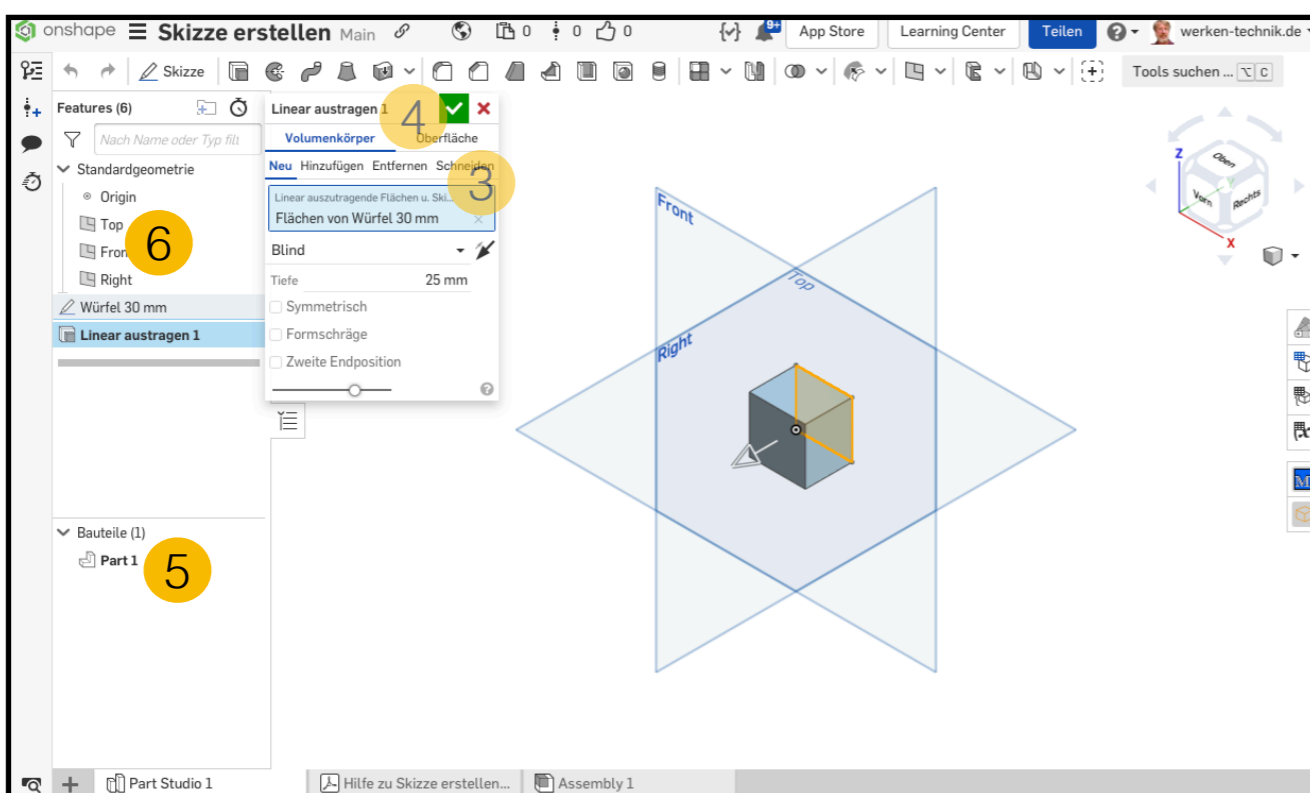 onshape Skizze erstellen Main 0 0 0 9+ App Store Learning Center Teilen werken-technik.de
Skizze Tools suchen ... ⌥ C
Features (6)
Nach Name oder Typ filt
Standardgeometrie
Origin
Top
Front
Right
Würfel 30 mm
Linear austragen 1
6
Linear austragen 1
4
Volumenkörper Oberfläche
Neu Hinzufügen Entfernen Schneiden
3
Linear auszutragende Flächen u. Ski...
Flächen von Würfel 30 mm
Blind
Tiefe 25 mm
Symmetrisch
Formschräge
Zweite Endposition
Front
Top
Right
Z
Oben
Vorn
Rechts
X
Bauteile (1)
Part 1
5
Part Studio 1 Hilfe zu Skizze erstellen... Assembly 1